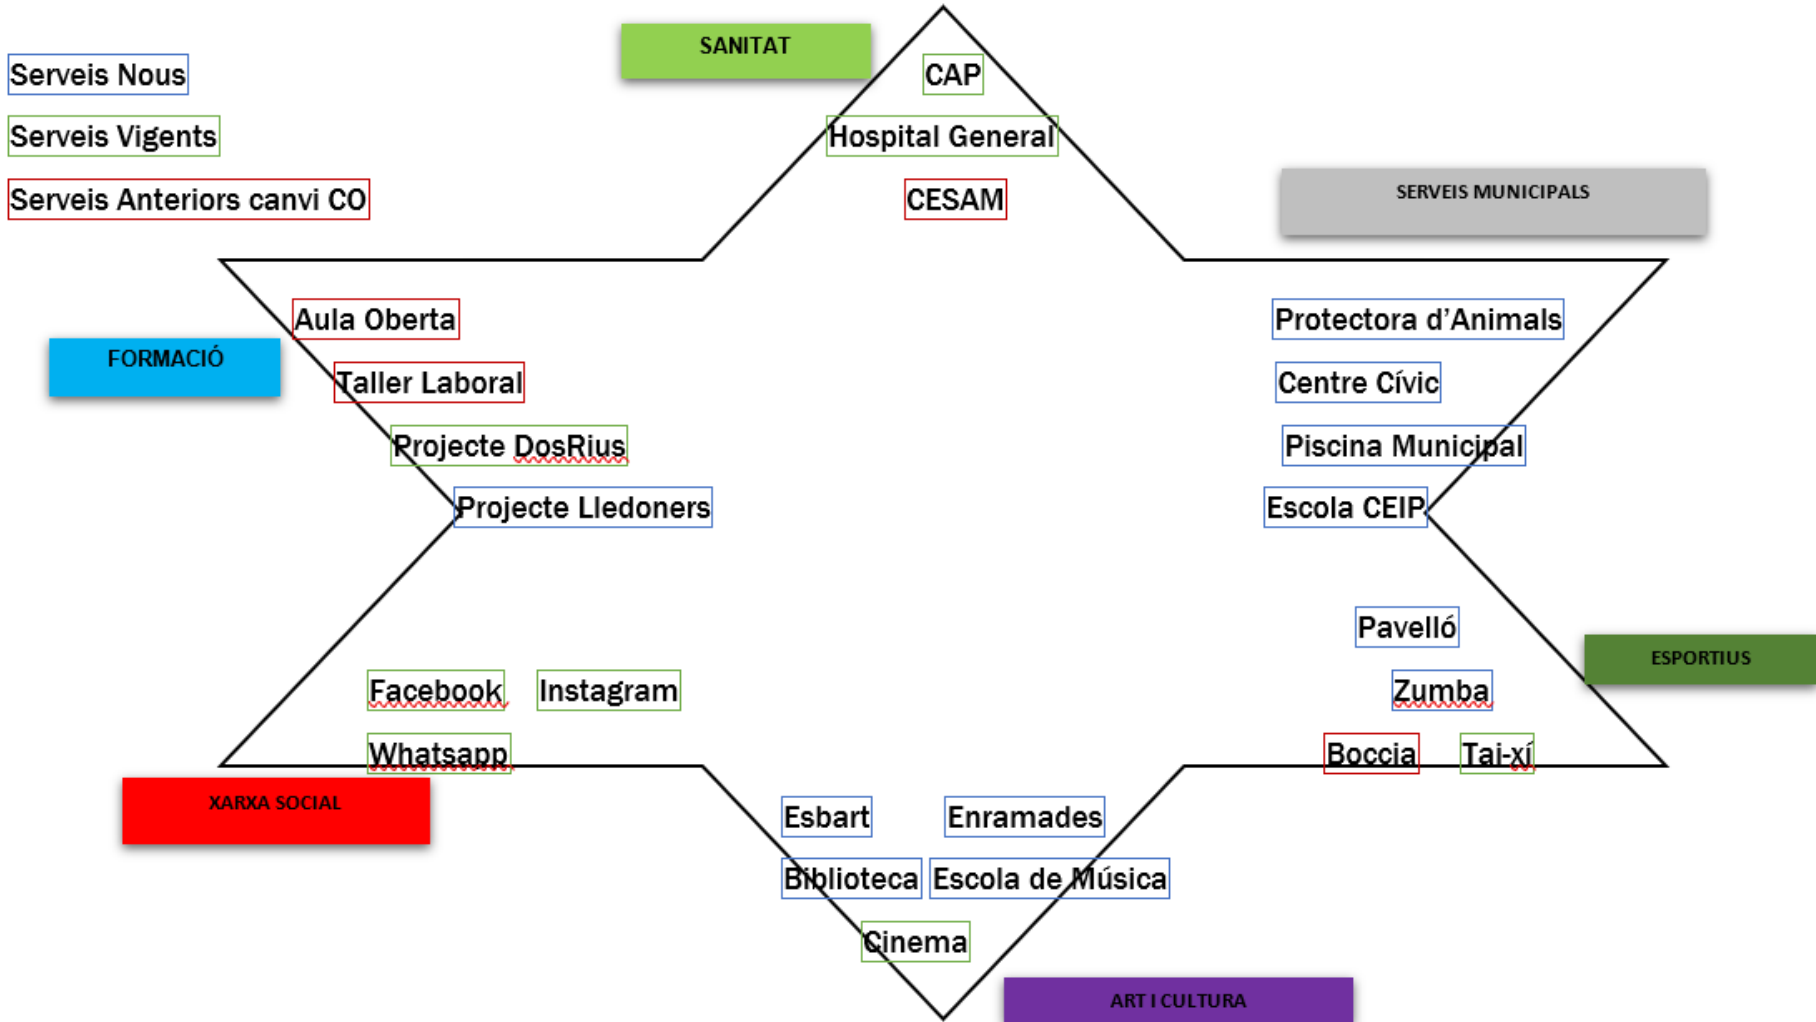 SANITAT
Serveis Nous
CAP
Serveis Vigents
Hospital General
Serveis Anteriors canvi CO
CESAM
SERVEIS MUNICIPALS
Aula Oberta
Protectora d’Animals
FORMACIÓ
Taller Laboral
Centre Cívic
Projecte DosRius
Piscina Municipal
Projecte Lledoners
Escola CEIP
Pavelló
ESPORTIUS
Facebook Instagram
Zumba
Whatsapp
Boccia Tai-xí
XARXA SOCIAL
Esbart Enramades
Biblioteca Escola de Música
Cinema
ART I CULTURA